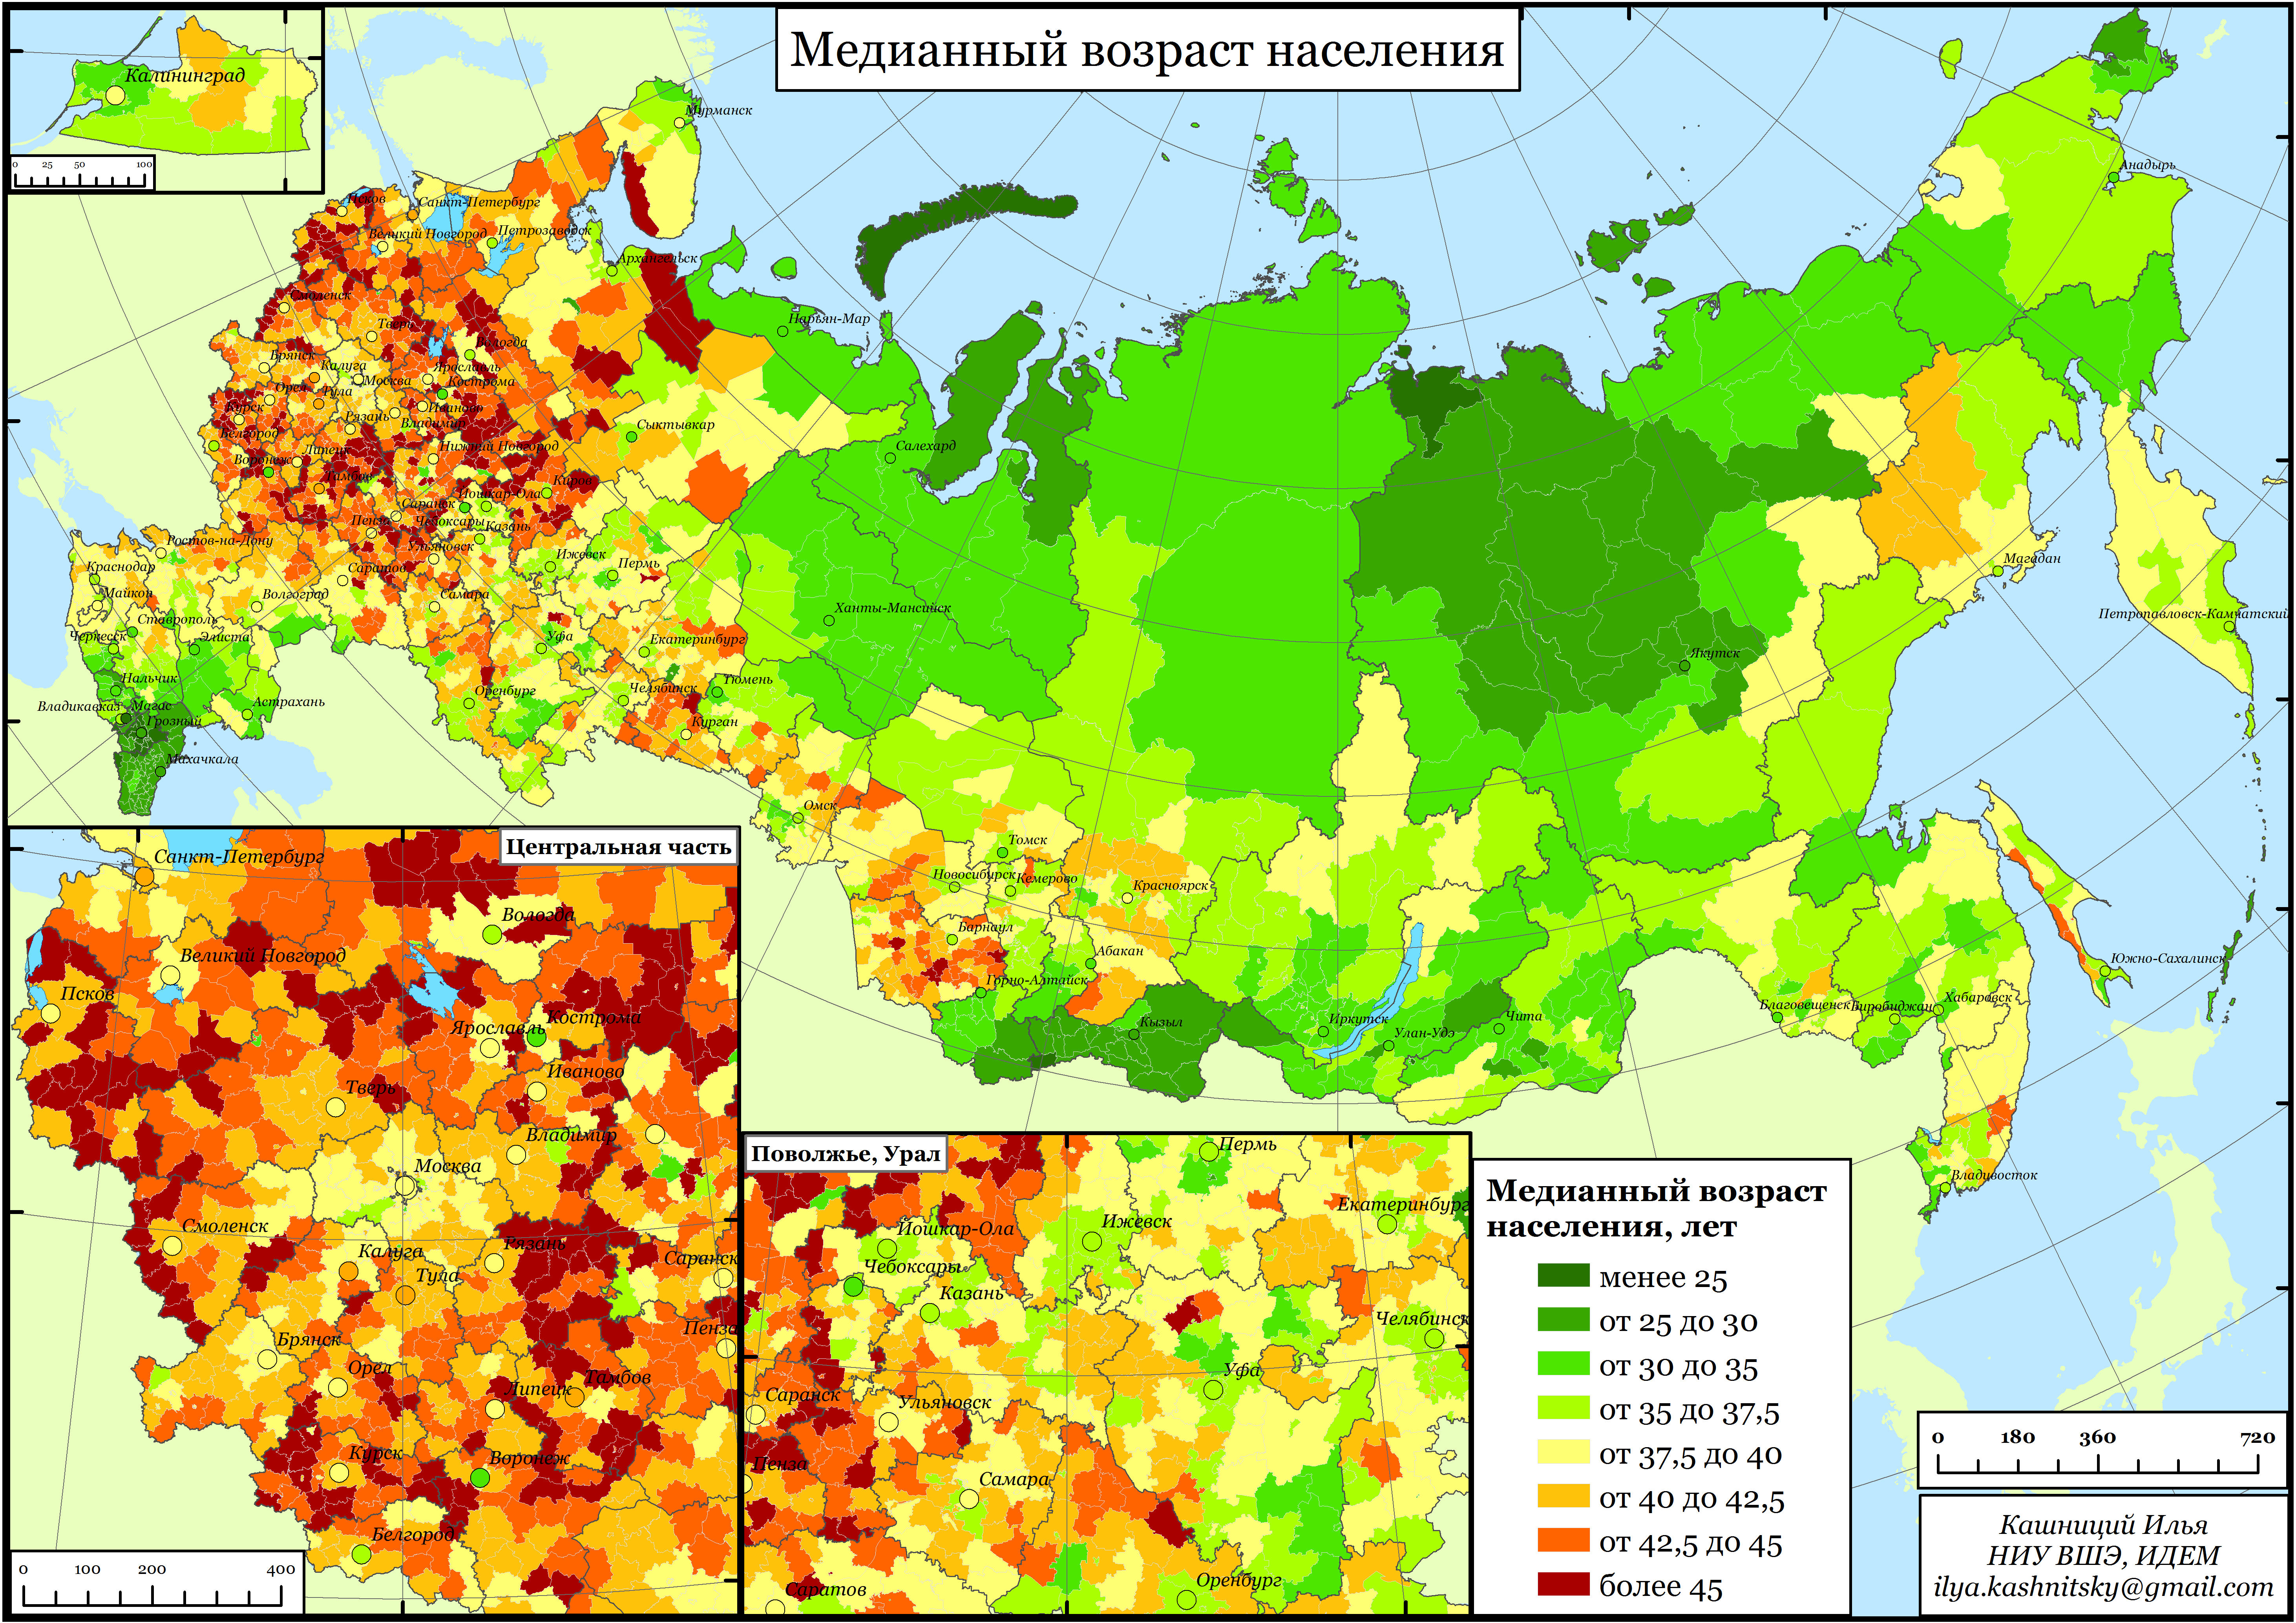 Медианный возраст населения
Калининград
0 25 50 100
Мурманск
Анадырь
Псков
Санкт-Петербург
Великий Новгород
Петрозаводск
Архангельск
Смоленск
Нарьян-Мар
Тверь
Вологда
Брянск
Калуга
Москва
Ярославль
Кострома
Орел
Тула
Курск
Рязань
Иваново
Владимир
Сыктывкар
Салехард
Белгород
Воронеж
Липецк
Нижний Новгород
Тамбов
Киров
Саранск
Йошкар-Ола
Пенза
Чебоксары
Казань
Ростов-на-Дону
Ульяновск
Ижевск
Пермь
Краснодар
Саратов
Майкоп
Волгоград
Самара
Ханты-Мансийск
Магадан
Петропавловск-Камчатский
Ставрополь
Черкесск
Элиста
Уфа
Екатеринбург
Якутск
Нальчик
Тюмень
Челябинск
Оренбург
Владикавказ
Магас
Грозный
Астрахань
Курган
Махачкала
Омск
Томск
Новосибирск
Кемерово
Красноярск
Барнаул
Абакан
Горно-Алтайск
Кызыл
Иркутск
Улан-Удэ
Чита
Благовещенск
Биробиджан
Хабаровск
Южно-Сахалинск
Владивосток
Центральная часть
Санкт-Петербург
Вологда
Великий Новгород
Псков
Ярославль
Кострома
Иваново
Тверь
Владимир
Москва
Смоленск
Калуга
Рязань
Тула
Саранск
Брянск
Пенза
Орел
Липецк
Тамбов
Курск
Воронеж
Белгород
0 100 200 400
Поволжье, Урал
Пермь
Екатеринбург
Йошкар-Ола
Ижевск
Чебоксары
Казань
Челябинск
Уфа
Саранск
Ульяновск
Пенза
Самара
Саратов
Оренбург
Медианный возраст
населения, лет
менее 25
от 25 до 30
от 30 до 35
от 35 до 37,5
от 37,5 до 40
от 40 до 42,5
от 42,5 до 45
более 45
0 180 360 720
Кашницкий Илья
НИУ ВШЭ, ИДЕМ
ilya.kashnitsky@gmail.com